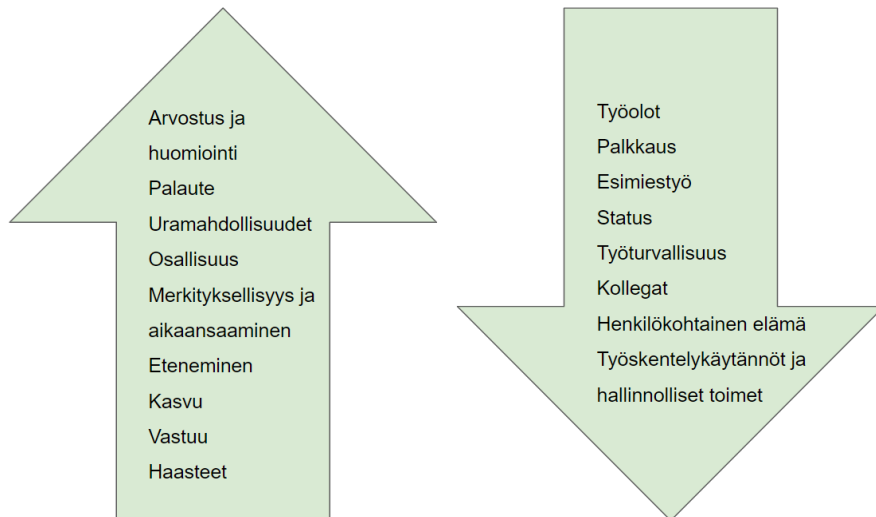 Arvostus ja
huomiointi
Palaute
Uramahdollisuudet
Osallisuus
Merkityksellisyys ja
aikaansaaminen
Eteneminen
Kasvu
Vastuu
Haasteet
Työolot
Palkkaus
Esimiestyö
Status
Työturvallisuus
Kollegat
Henkilökohtainen elämä
Työskentelykäytännöt ja
hallinnolliset toimet